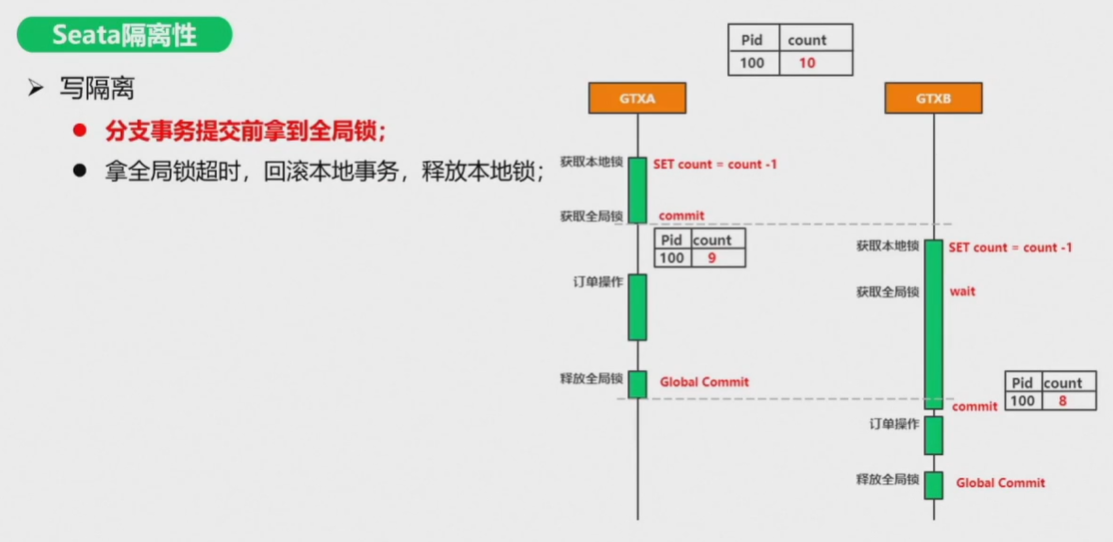 Seata隔离性
➤ 写隔离
● 分支事务提交前拿到全局锁；
● 拿全局锁超时，回滚本地事务，释放本地锁；
Pid count
100 10
GTXA
GTXB
获取本地锁 SET count = count -1
获取全局锁 commit
Pid count
100 9
获取本地锁 SET count = count -1
订单操作
获取全局锁 wait
释放全局锁 Global Commit
Pid count
100 8
commit
订单操作
释放全局锁 Global Commit